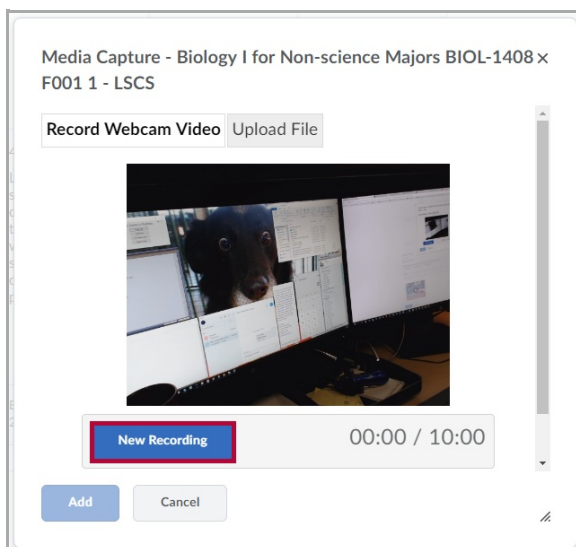 Media Capture - Biology I for Non-science Majors BIOL-1408 ×
F001 1 - LSCS
Record Webcam Video Upload File
New Recording 00:00 / 10:00
Add Cancel